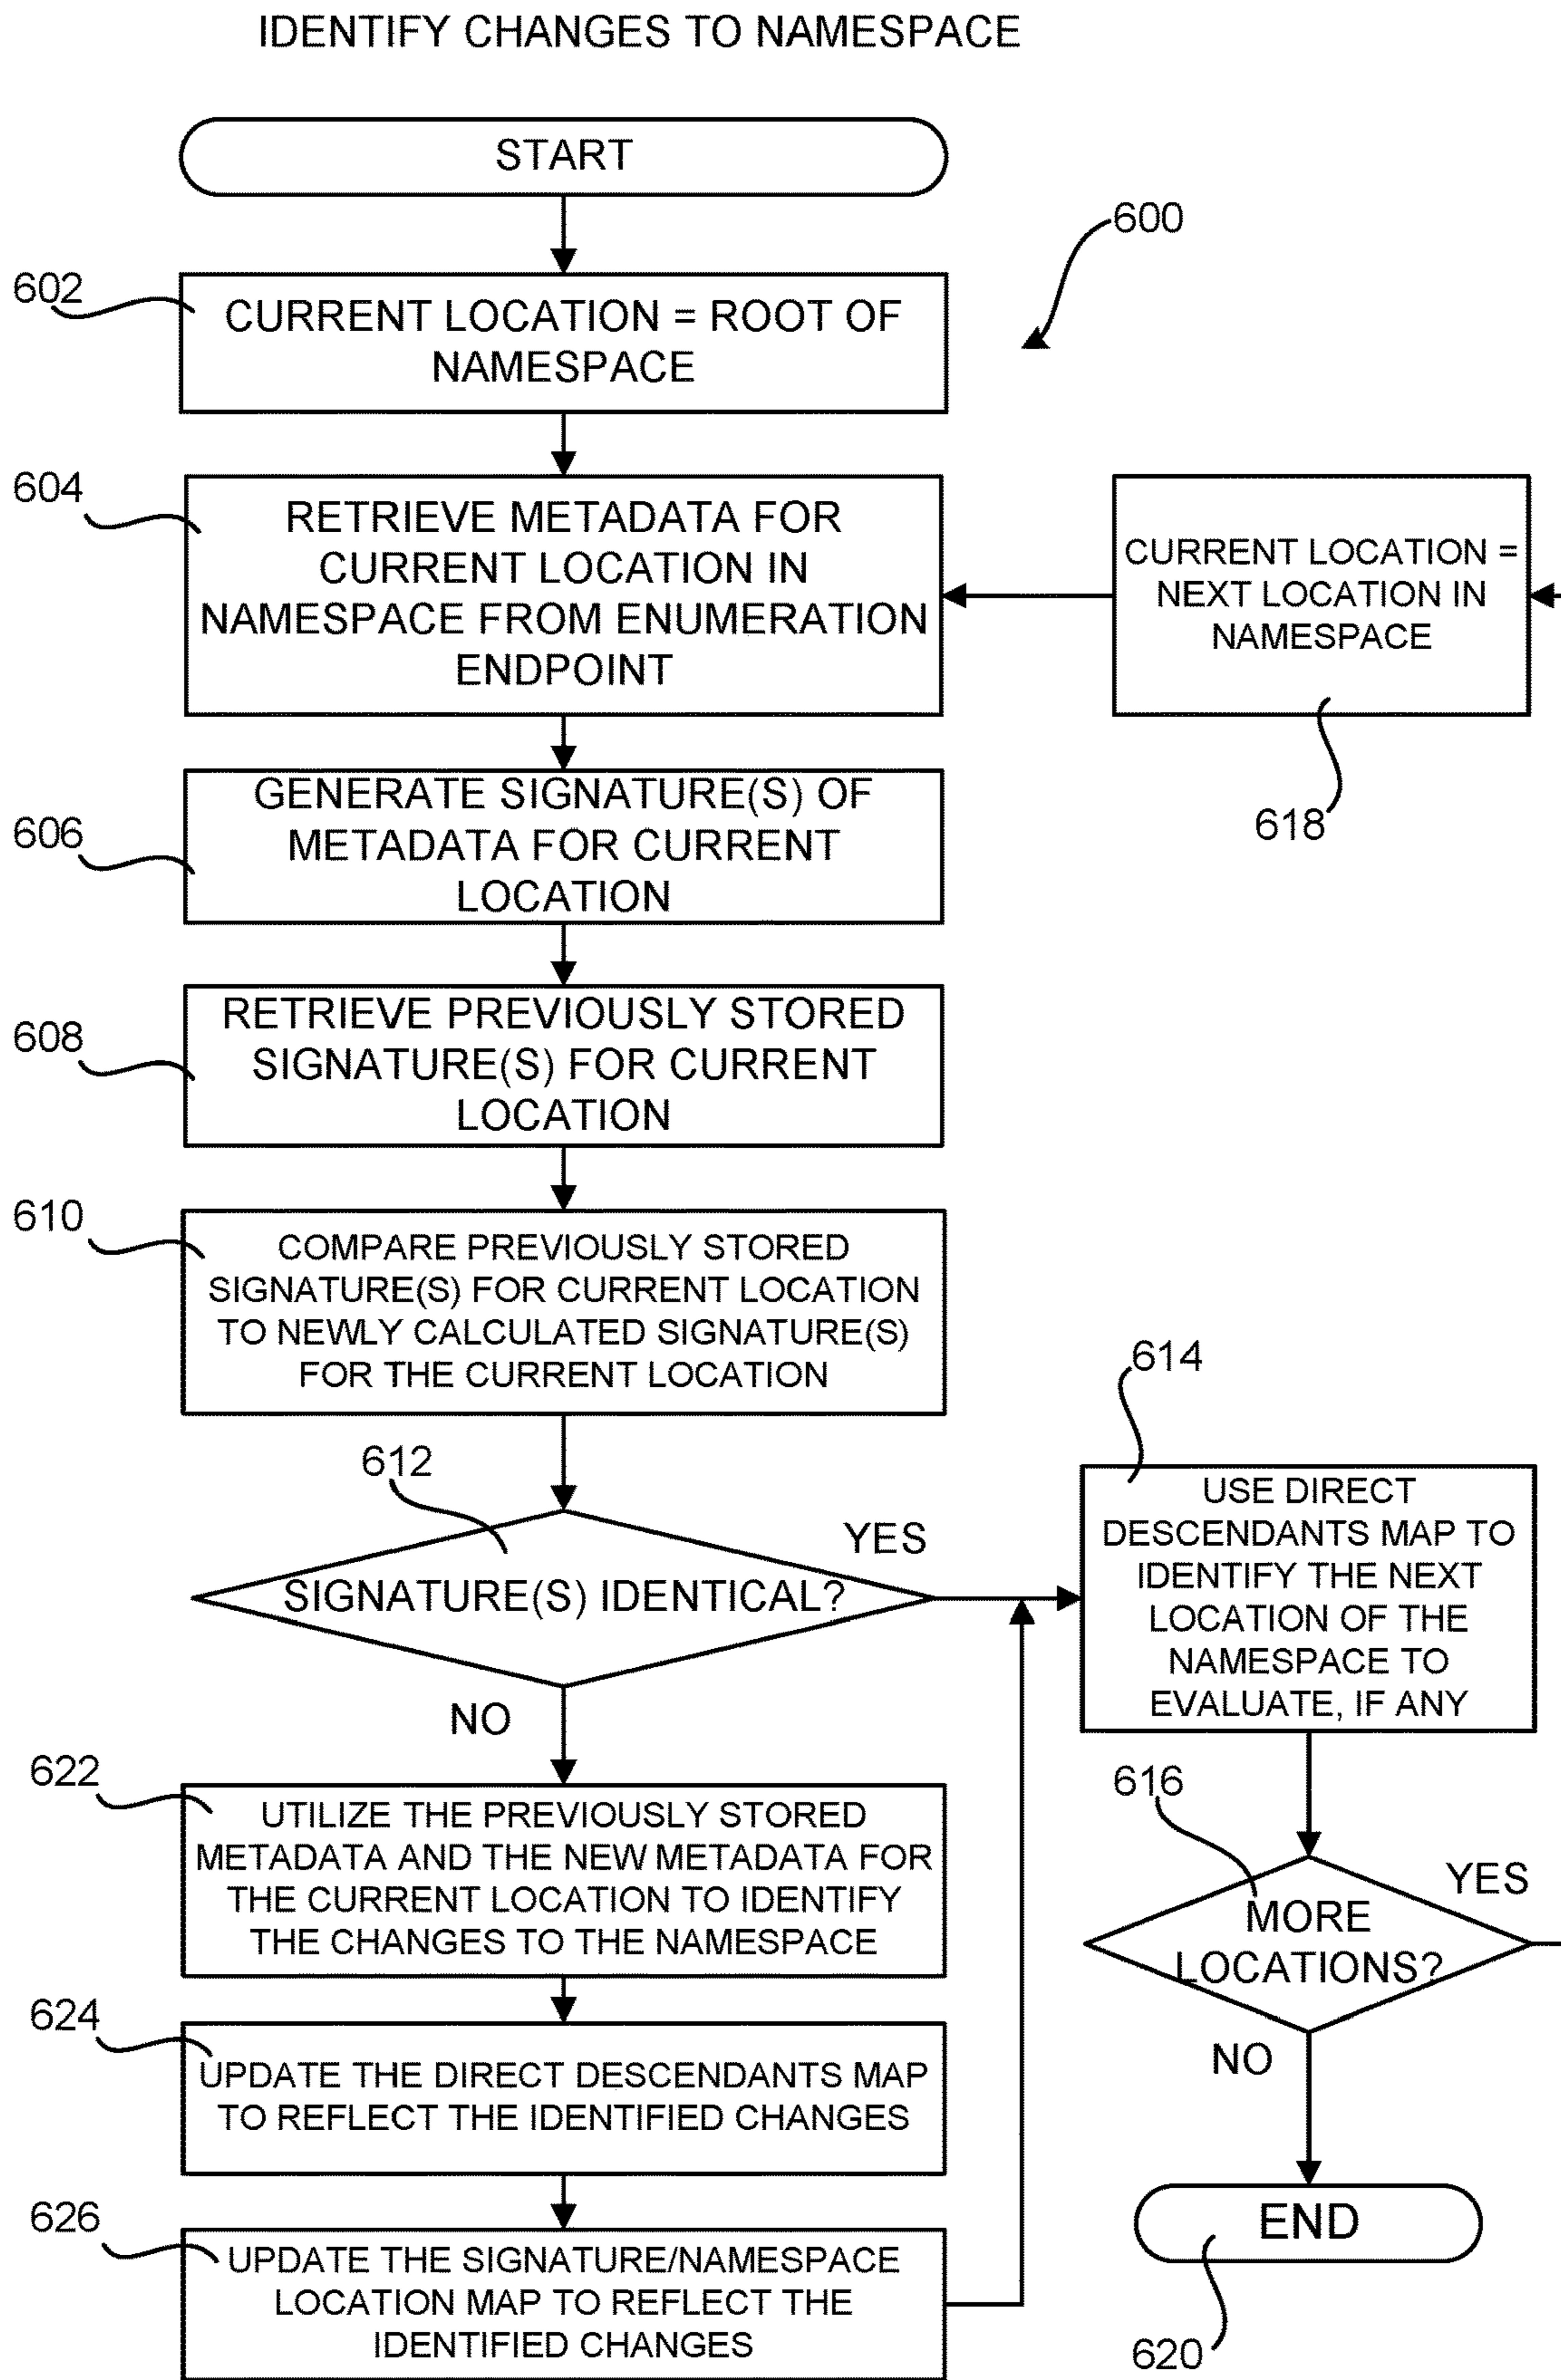 IDENTIFY CHANGES TO NAMESPACE
START
600
602
CURRENT LOCATION = ROOT OF
NAMESPACE
604
RETRIEVE METADATA FOR
CURRENT LOCATION IN
NAMESPACE FROM ENUMERATION
ENDPOINT
CURRENT LOCATION =
NEXT LOCATION IN
NAMESPACE
618
606
GENERATE SIGNATURE(S) OF
METADATA FOR CURRENT
LOCATION
608
RETRIEVE PREVIOUSLY STORED
SIGNATURE(S) FOR CURRENT
LOCATION
610
COMPARE PREVIOUSLY STORED
SIGNATURE(S) FOR CURRENT LOCATION
TO NEWLY CALCULATED SIGNATURE(S)
FOR THE CURRENT LOCATION
612
SIGNATURE(S) IDENTICAL?
YES
NO
614
USE DIRECT
DESCENDANTS MAP TO
IDENTIFY THE NEXT
LOCATION OF THE
NAMESPACE TO
EVALUATE, IF ANY
616
MORE
LOCATIONS?
YES
NO
622
UTILIZE THE PREVIOUSLY STORED
METADATA AND THE NEW METADATA FOR
THE CURRENT LOCATION TO IDENTIFY
THE CHANGES TO THE NAMESPACE
624
UPDATE THE DIRECT DESCENDANTS MAP
TO REFLECT THE IDENTIFIED CHANGES
626
UPDATE THE SIGNATURE/NAMESPACE
LOCATION MAP TO REFLECT THE
IDENTIFIED CHANGES
END
620